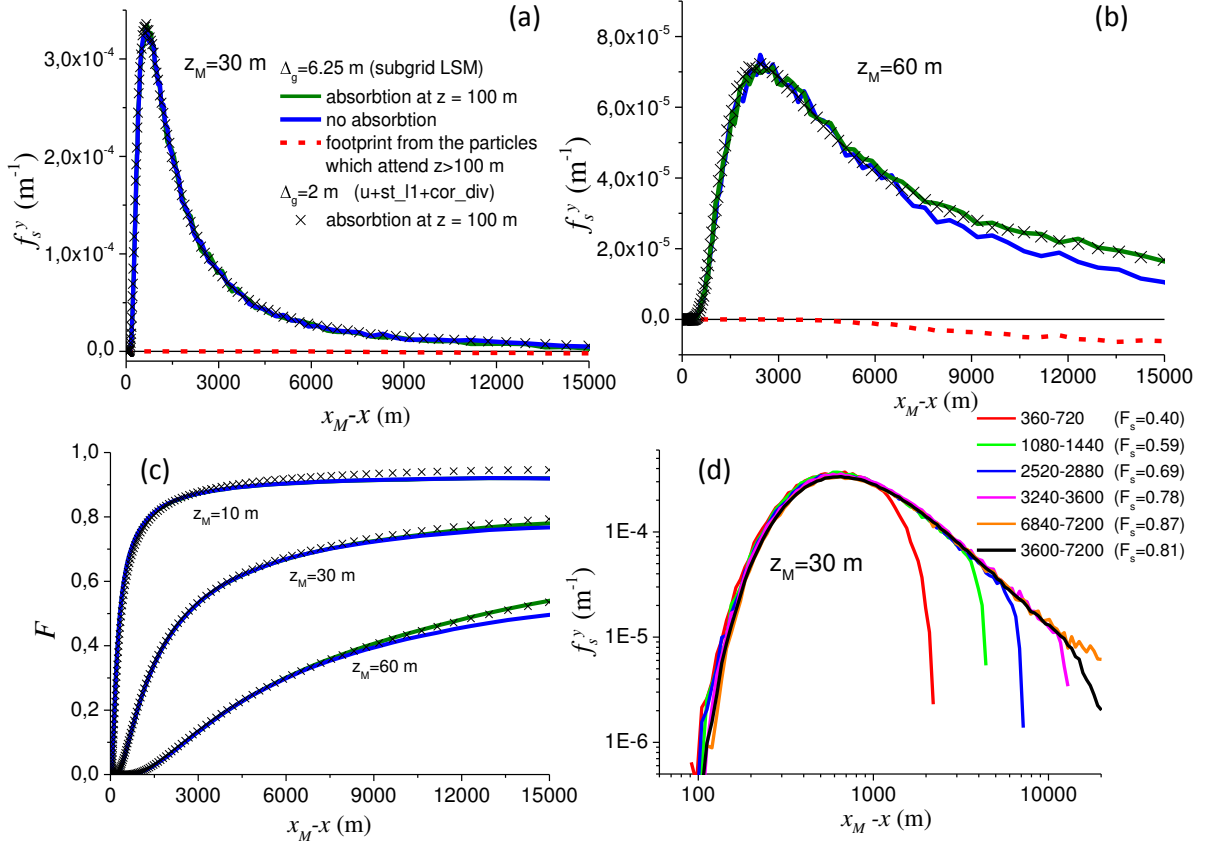 (a)
3,0x10⁻⁴
2,0x10⁻⁴
1,0x10⁻⁴
0,0
f_s^y (m⁻¹)
z_M=30 m
Δ_g=6.25 m (subgrid LSM)
absorbtion at z = 100 m
no absorbtion
footprint from the particles
which attend z>100 m
Δ_g=2 m (u+st_l1+cor_div)
absorbtion at z = 100 m
0 3000 6000 9000 12000 15000
x_M-x (m)
(b)
8,0x10⁻⁵
6,0x10⁻⁵
4,0x10⁻⁵
2,0x10⁻⁵
0,0
f_s^y (m⁻¹)
z_M=60 m
0 3000 6000 9000 12000 15000
x_M-x (m)
(c)
1,0
0,8
0,6
0,4
0,2
0,0
F
z_M=10 m
z_M=30 m
z_M=60 m
0 3000 6000 9000 12000 15000
x_M-x (m)
(d)
360-720 (F_s=0.40)
1080-1440 (F_s=0.59)
2520-2880 (F_s=0.69)
3240-3600 (F_s=0.78)
6840-7200 (F_s=0.87)
3600-7200 (F_s=0.81)
1E-4
1E-5
1E-6
f_s^y (m⁻¹)
z_M=30 m
100 1000 10000
x_M-x (m)